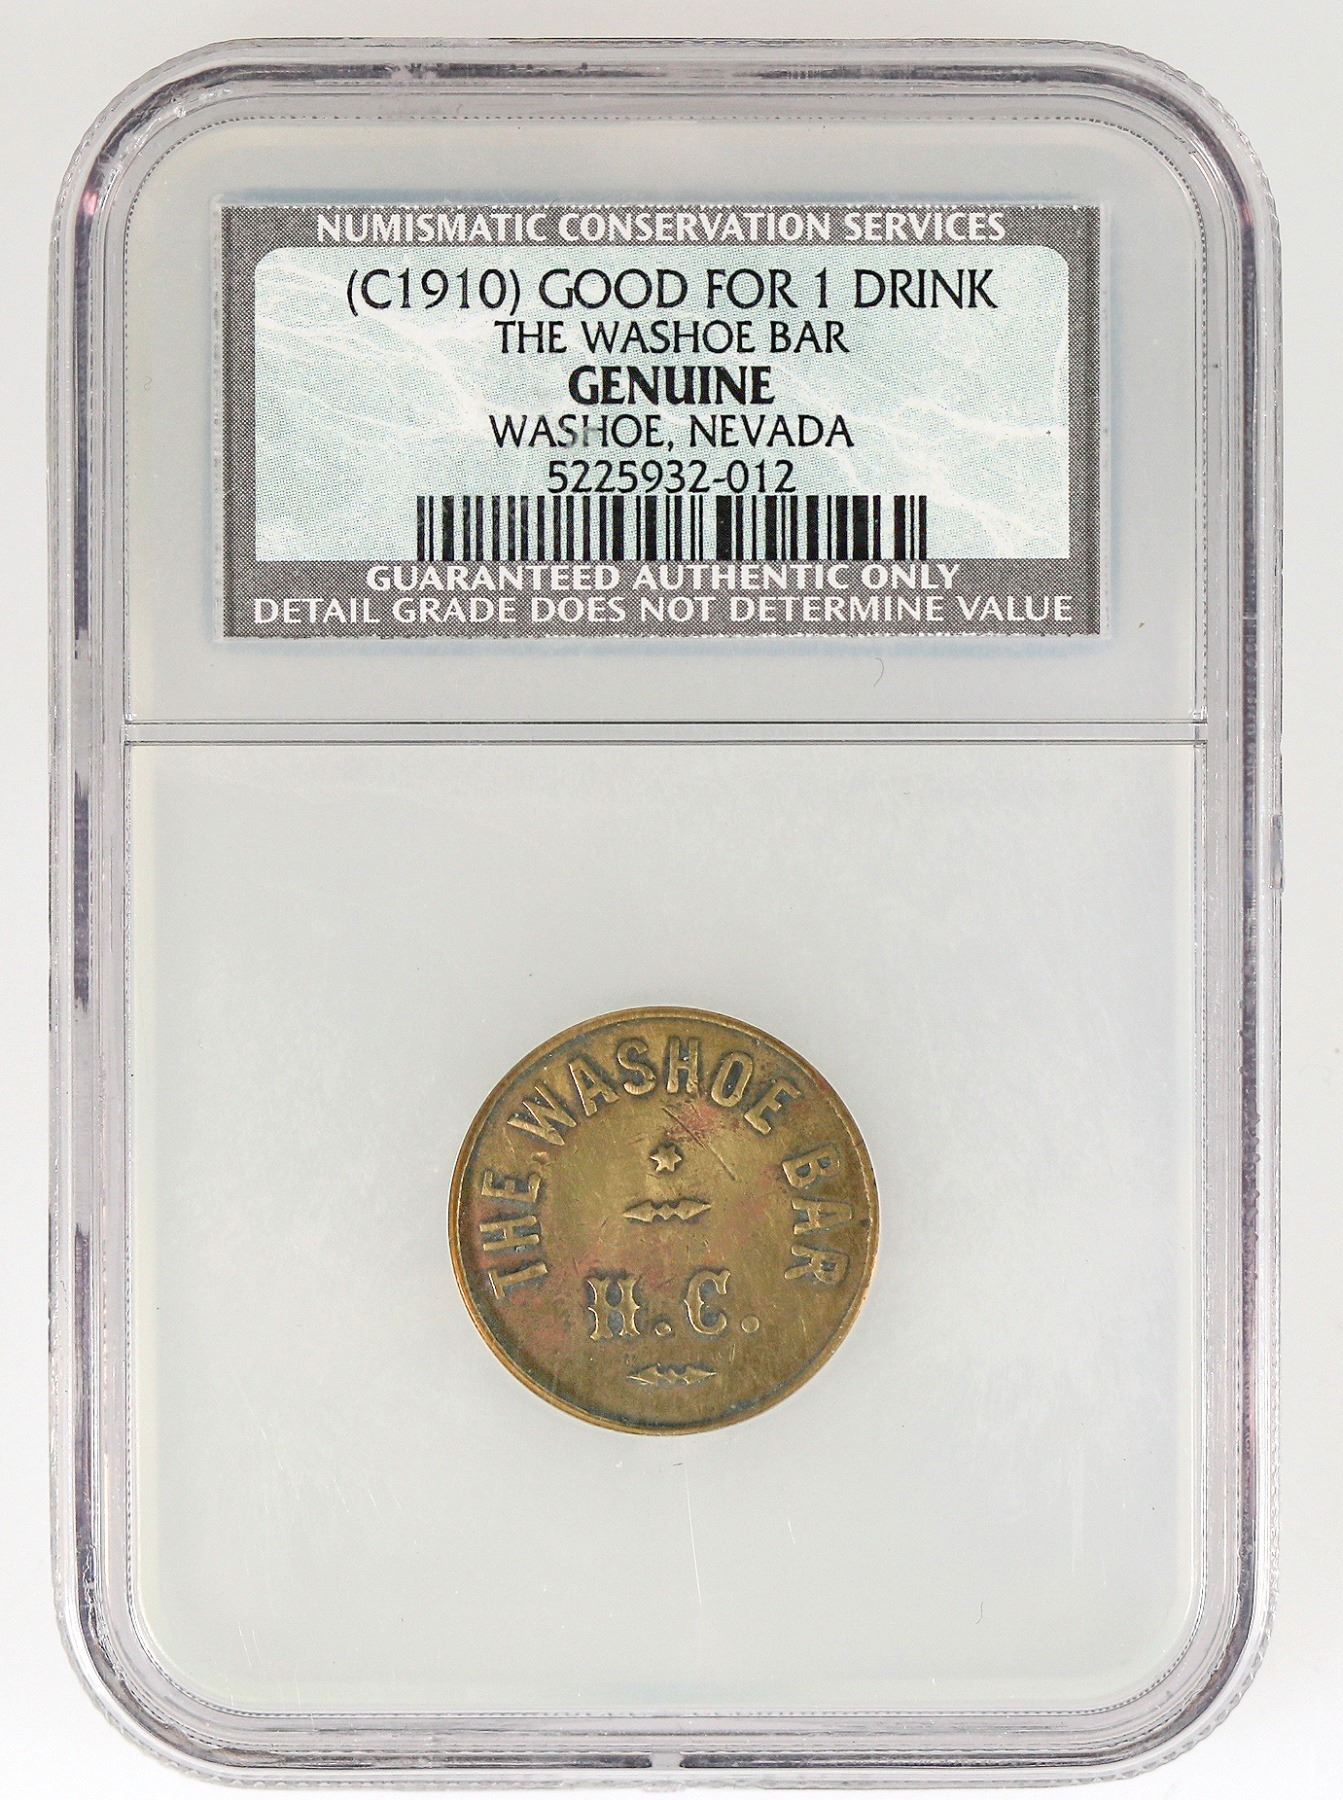 NUMISMATIC CONSERVATION SERVICES
(C1910) GOOD FOR 1 DRINK
THE WASHOE BAR
GENUINE
WASHOE, NEVADA
5225932-012
GUARANTEED AUTHENTIC ONLY
DETAIL GRADE DOES NOT DETERMINE VALUE
THE WASHOE BAR
H.C.